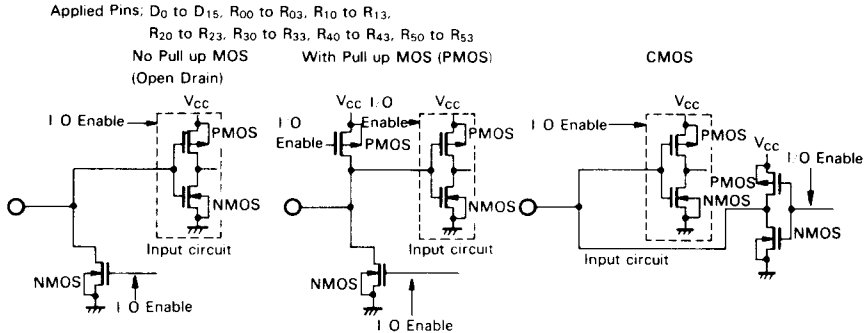 Applied Pins; D0 to D15, R00 to R03, R10 to R13,
R20 to R23, R30 to R33, R40 to R43, R50 to R53
No Pull up MOS
(Open Drain)
With Pull up MOS (PMOS)
CMOS
I O Enable
VCC
PMOS
NMOS
Input circuit
NMOS
I O Enable
VCC
I/O
Enable
I O
Enable
PMOS
VCC
PMOS
NMOS
Input circuit
NMOS
I O Enable
I O Enable
VCC
PMOS
NMOS
Input circuit
VCC
I/O Enable
PMOS
NMOS